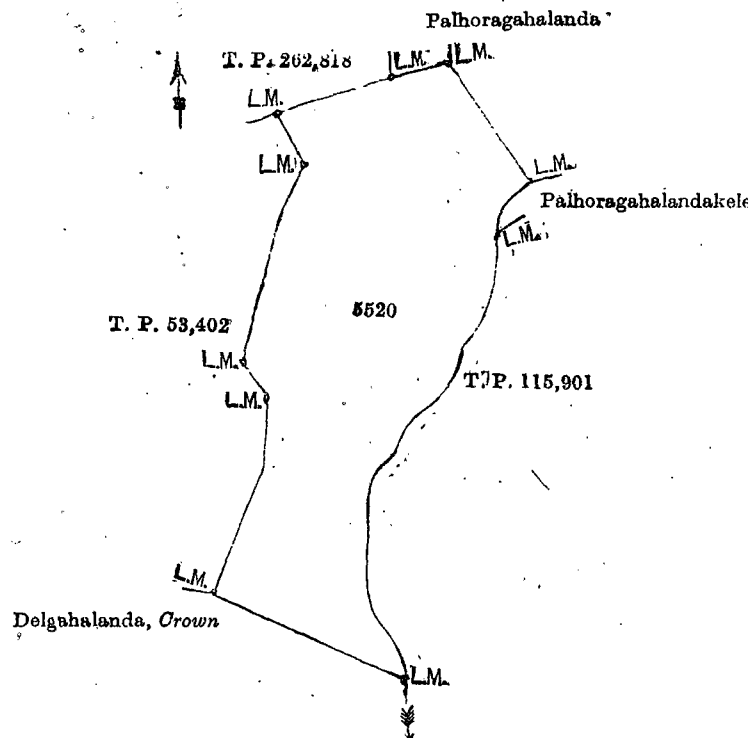 Palhoragahalanda
T. P. 262,818
L.M.
L.M.
L.M.
L.M.
L.M.
Palhoragahalandakele
L.M.
5520
T. P. 53,402
L.M.
T. P. 115,901
L.M.
L.M.
Delgahalanda, Crown
L.M.